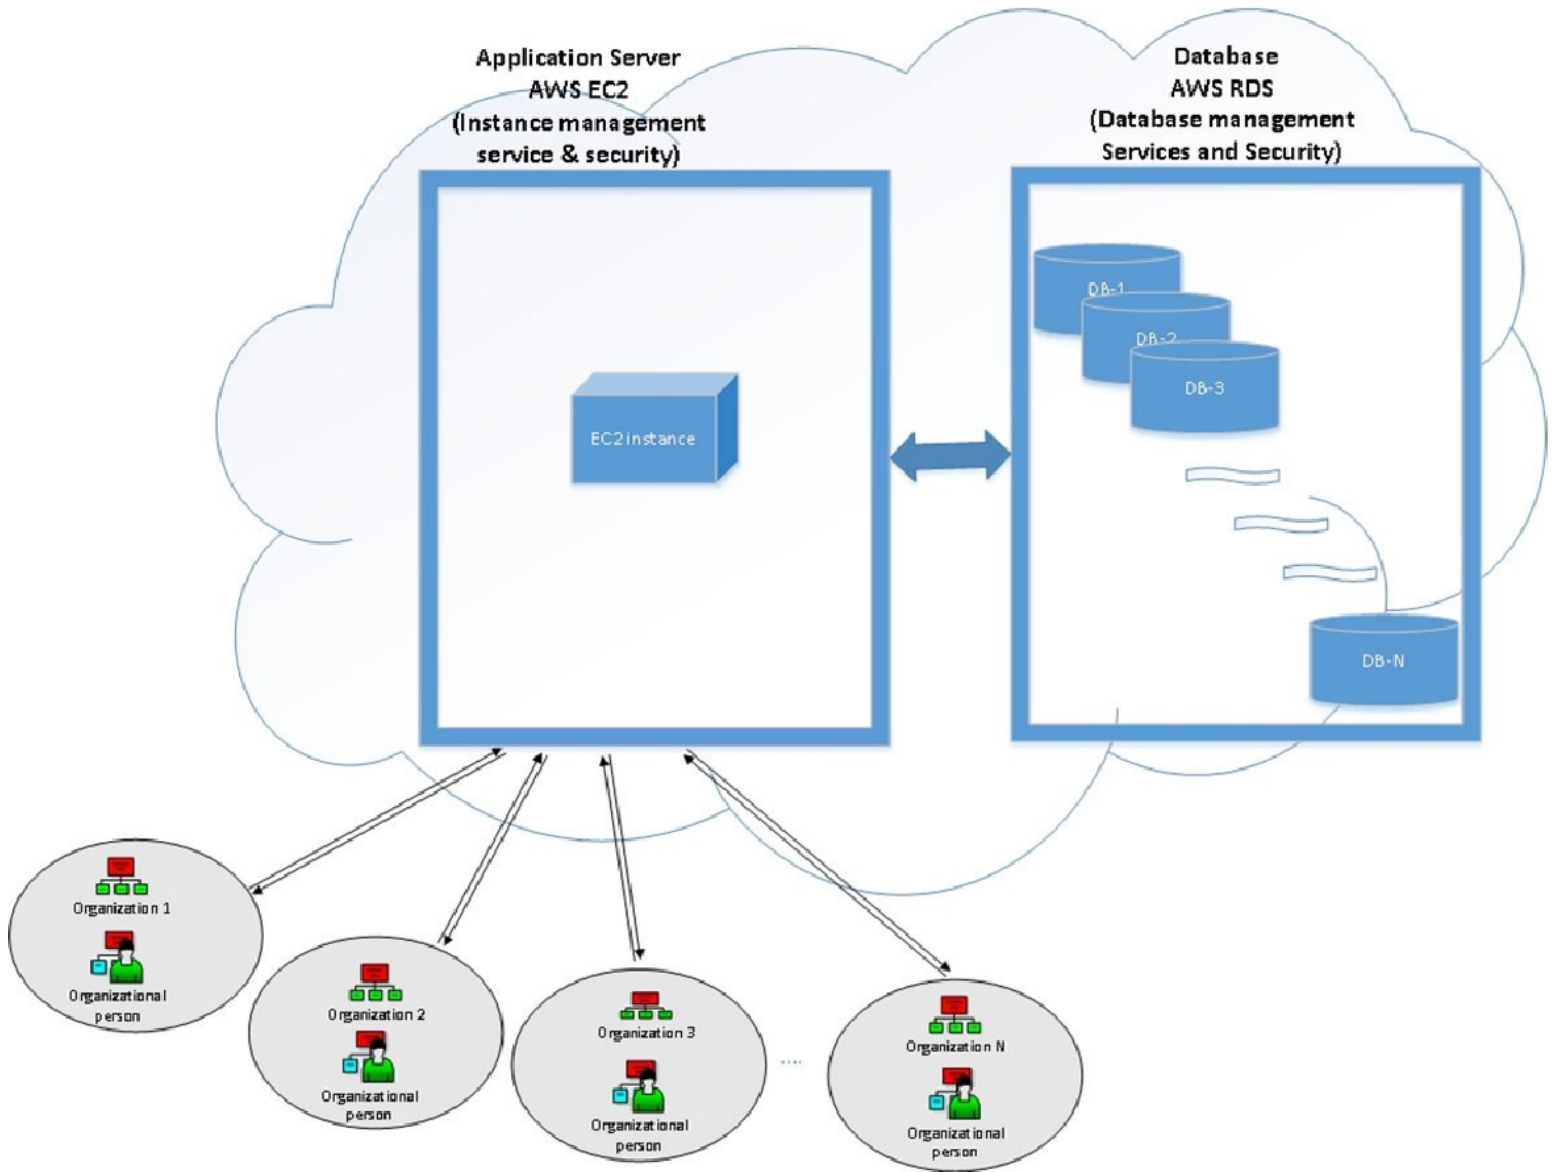 Application Server
AWS EC2
(Instance management
service & security)
Database
AWS RDS
(Database management
Services and Security)
DB-1
DB-2
DB-3
EC2 instance
DB-N
Organization 1
Organizational
person
Organization 2
Organizational
person
Organization 3
Organizational
person
....
Organization N
Organizational
person